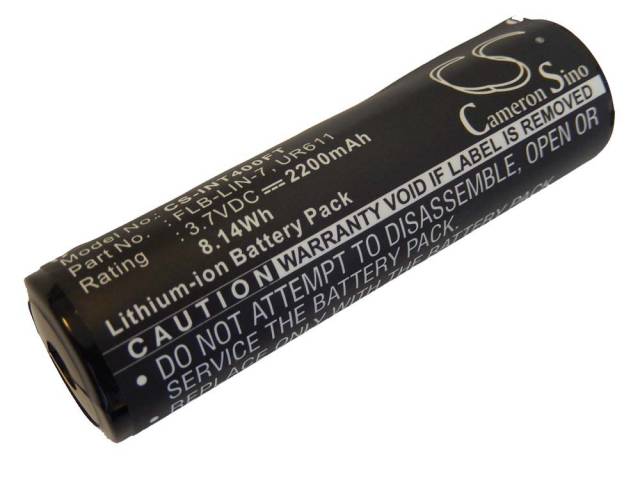 CS
Cameron Sino
Model No.: CS-INT400FT
Part No. : FLB-LIN-7, UR611
Rating : 3.7VDC ⎓ 2200mAh
8.14Wh
Lithium-ion Battery Pack
CAUTION WARRANTY VOID IF LABEL IS REMOVED
DO NOT ATTEMPT TO DISASSEMBLE, OPEN OR
SERVICE THE BATTERY PACK.